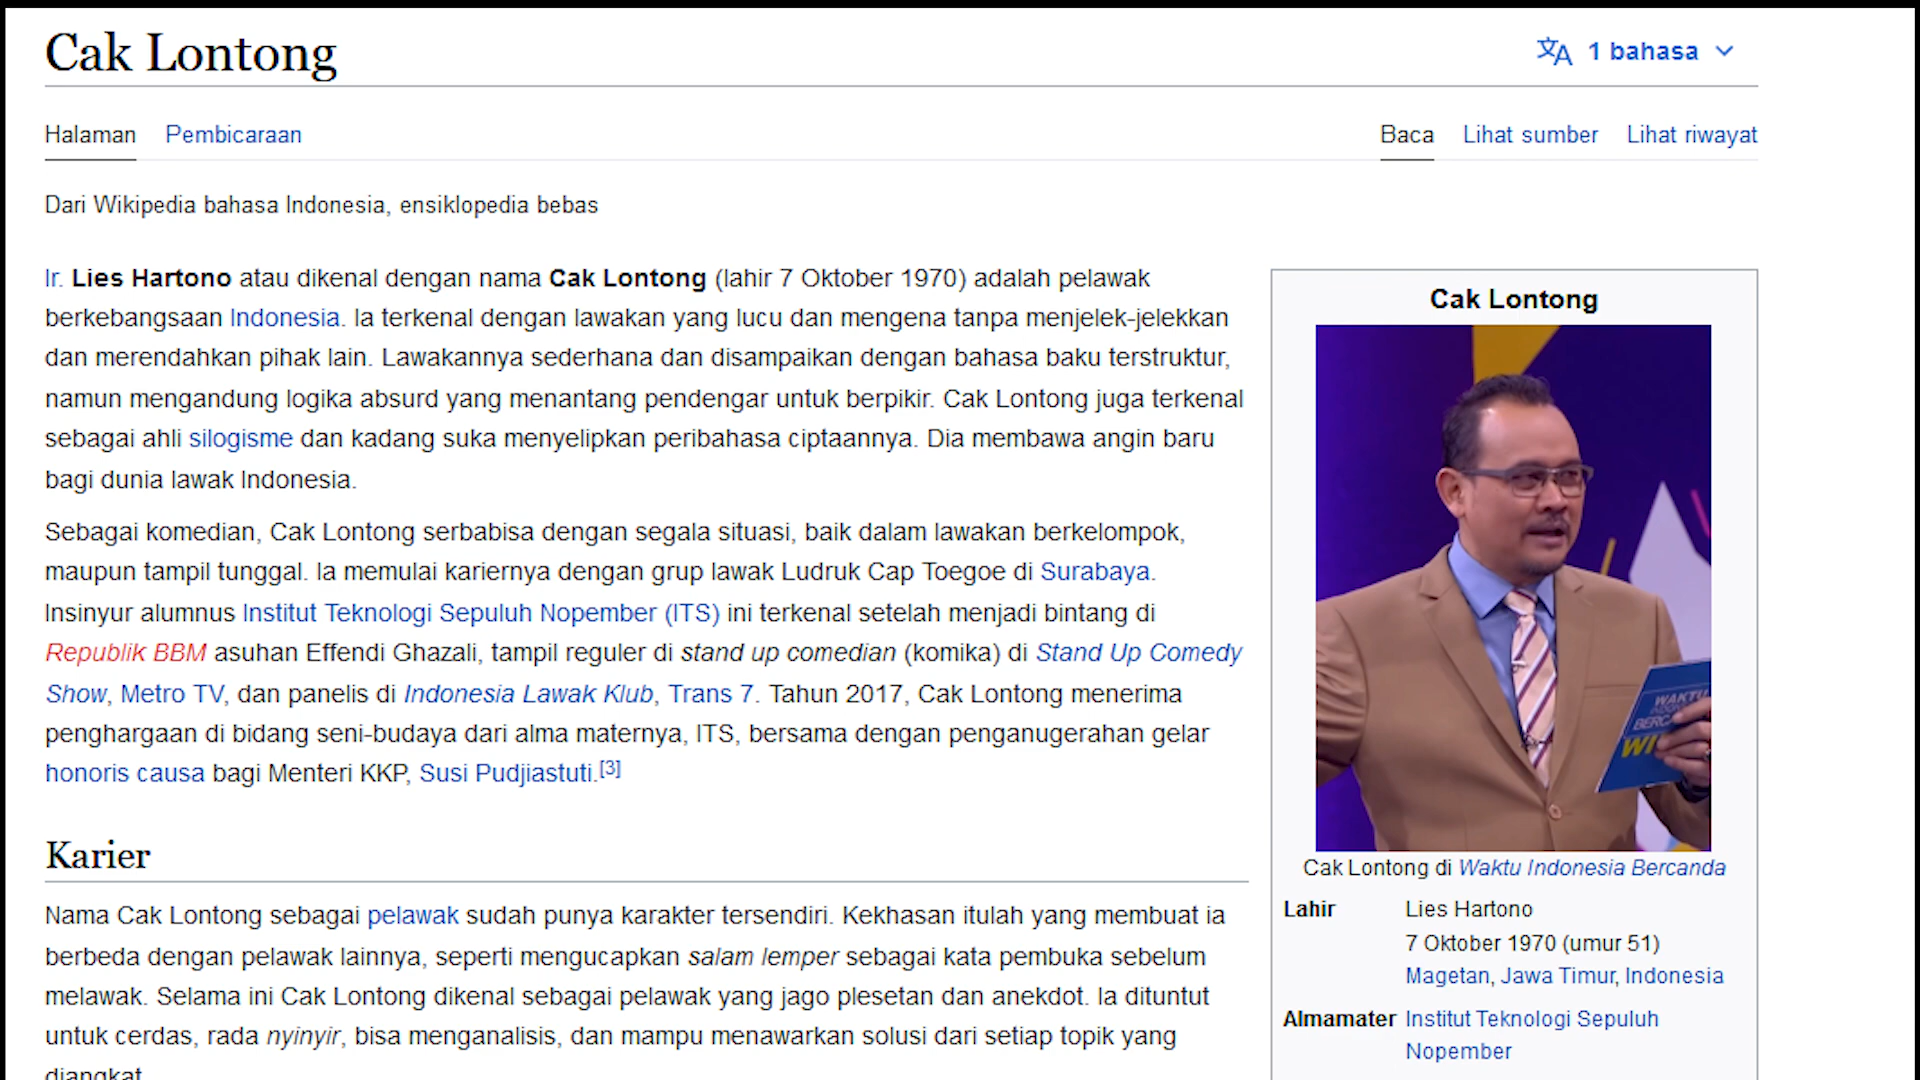 Cak Lontong
1 bahasa
Halaman Pembicaraan
Baca Lihat sumber Lihat riwayat
Dari Wikipedia bahasa Indonesia, ensiklopedia bebas
Ir. Lies Hartono atau dikenal dengan nama Cak Lontong (lahir 7 Oktober 1970) adalah pelawak
berkebangsaan Indonesia. Ia terkenal dengan lawakan yang lucu dan mengena tanpa menjelek-jelekkan
dan merendahkan pihak lain. Lawakannya sederhana dan disampaikan dengan bahasa baku terstruktur,
namun mengandung logika absurd yang menantang pendengar untuk berpikir. Cak Lontong juga terkenal
sebagai ahli silogisme dan kadang suka menyelipkan peribahasa ciptaannya. Dia membawa angin baru
bagi dunia lawak Indonesia.
Sebagai komedian, Cak Lontong serbabisa dengan segala situasi, baik dalam lawakan berkelompok,
maupun tampil tunggal. Ia memulai kariernya dengan grup lawak Ludruk Cap Toegoe di Surabaya.
Insinyur alumnus Institut Teknologi Sepuluh Nopember (ITS) ini terkenal setelah menjadi bintang di
Republik BBM asuhan Effendi Ghazali, tampil reguler di stand up comedian (komika) di Stand Up Comedy
Show, Metro TV, dan panelis di Indonesia Lawak Klub, Trans 7. Tahun 2017, Cak Lontong menerima
penghargaan di bidang seni-budaya dari alma maternya, ITS, bersama dengan penganugerahan gelar
honoris causa bagi Menteri KKP, Susi Pudjiastuti.[3]
Karier
Nama Cak Lontong sebagai pelawak sudah punya karakter tersendiri. Kekhasan itulah yang membuat ia
berbeda dengan pelawak lainnya, seperti mengucapkan salam lemper sebagai kata pembuka sebelum
melawak. Selama ini Cak Lontong dikenal sebagai pelawak yang jago plesetan dan anekdot. Ia dituntut
untuk cerdas, rada nyinyir, bisa menganalisis, dan mampu menawarkan solusi dari setiap topik yang
diangkat.
Cak Lontong
WAKTU
Cak Lontong di Waktu Indonesia Bercanda
Lahir Lies Hartono
7 Oktober 1970 (umur 51)
Magetan, Jawa Timur, Indonesia
Almamater Institut Teknologi Sepuluh
Nopember